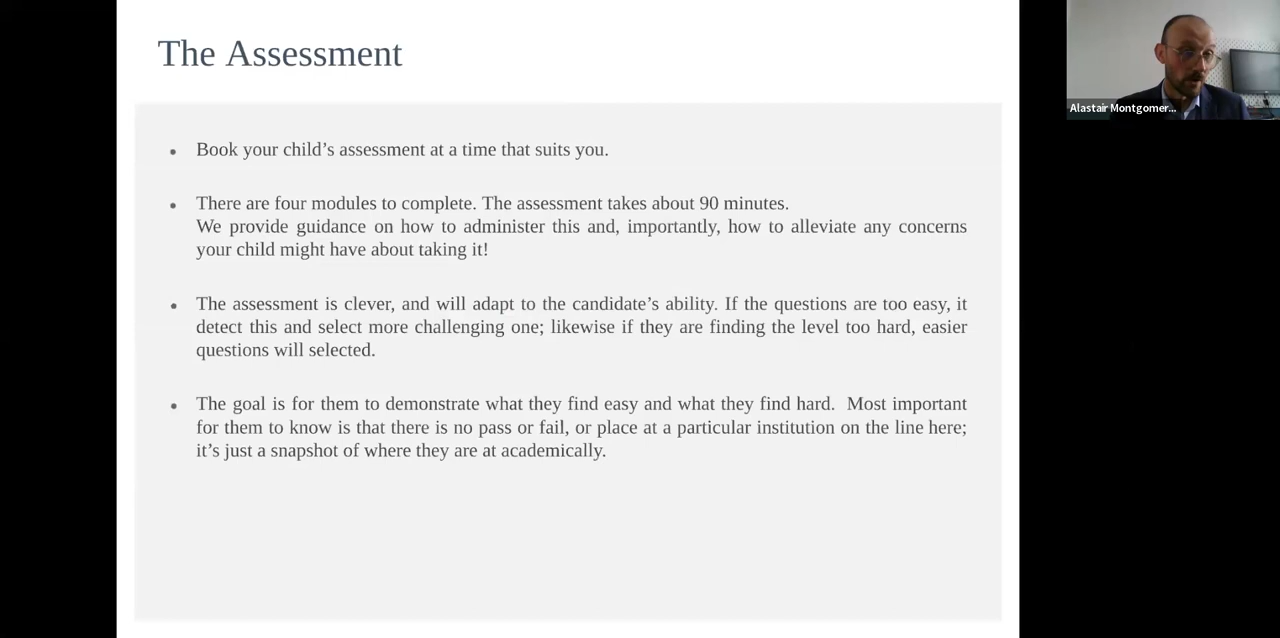 The Assessment
Alastair Montgomer...
• Book your child's assessment at a time that suits you.
• There are four modules to complete. The assessment takes about 90 minutes.
We provide guidance on how to administer this and, importantly, how to alleviate any concerns
your child might have about taking it!
• The assessment is clever, and will adapt to the candidate's ability. If the questions are too easy, it
detect this and select more challenging one; likewise if they are finding the level too hard, easier
questions will selected.
• The goal is for them to demonstrate what they find easy and what they find hard. Most important
for them to know is that there is no pass or fail, or place at a particular institution on the line here;
it's just a snapshot of where they are at academically.